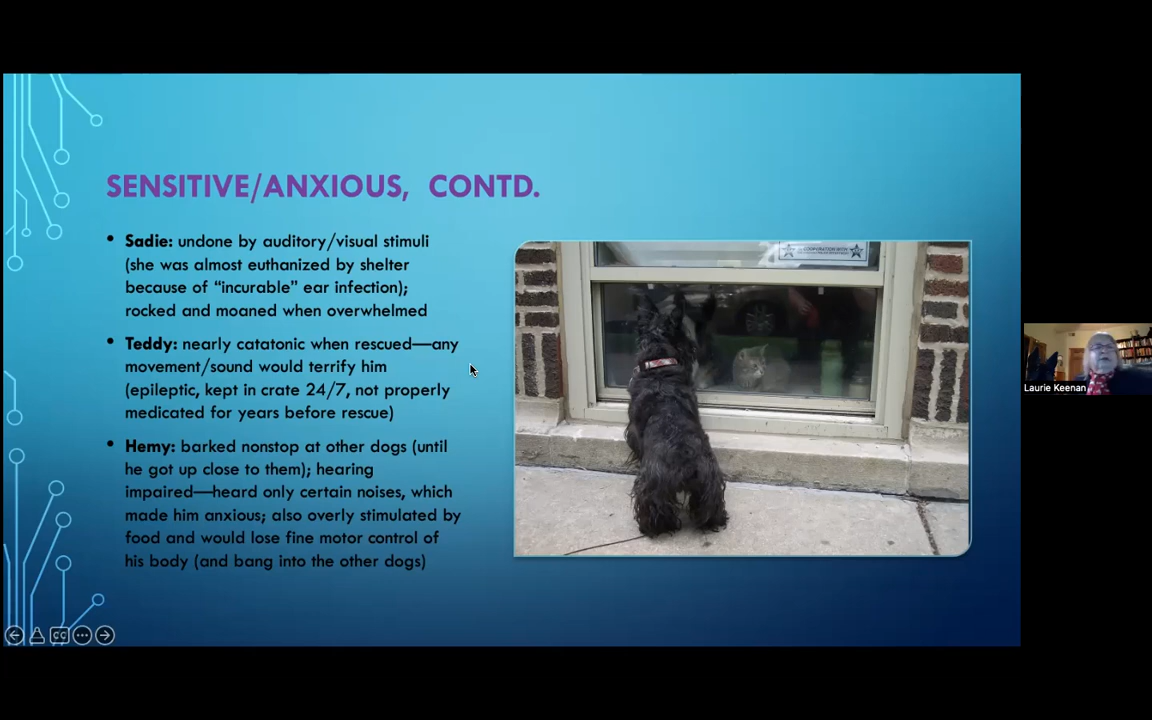 SENSITIVE/ANXIOUS, CONTD.
• Sadie: undone by auditory/visual stimuli
(she was almost euthanized by shelter
because of “incurable” ear infection);
rocked and moaned when overwhelmed
• Teddy: nearly catatonic when rescued—any
movement/sound would terrify him
(epileptic, kept in crate 24/7, not properly
medicated for years before rescue)
• Hemy: barked nonstop at other dogs (until
he got up close to them); hearing
impaired—heard only certain noises, which
made him anxious; also overly stimulated by
food and would lose fine motor control of
his body (and bang into the other dogs)
COOPERATION WITH
Laurie Keenan
CC